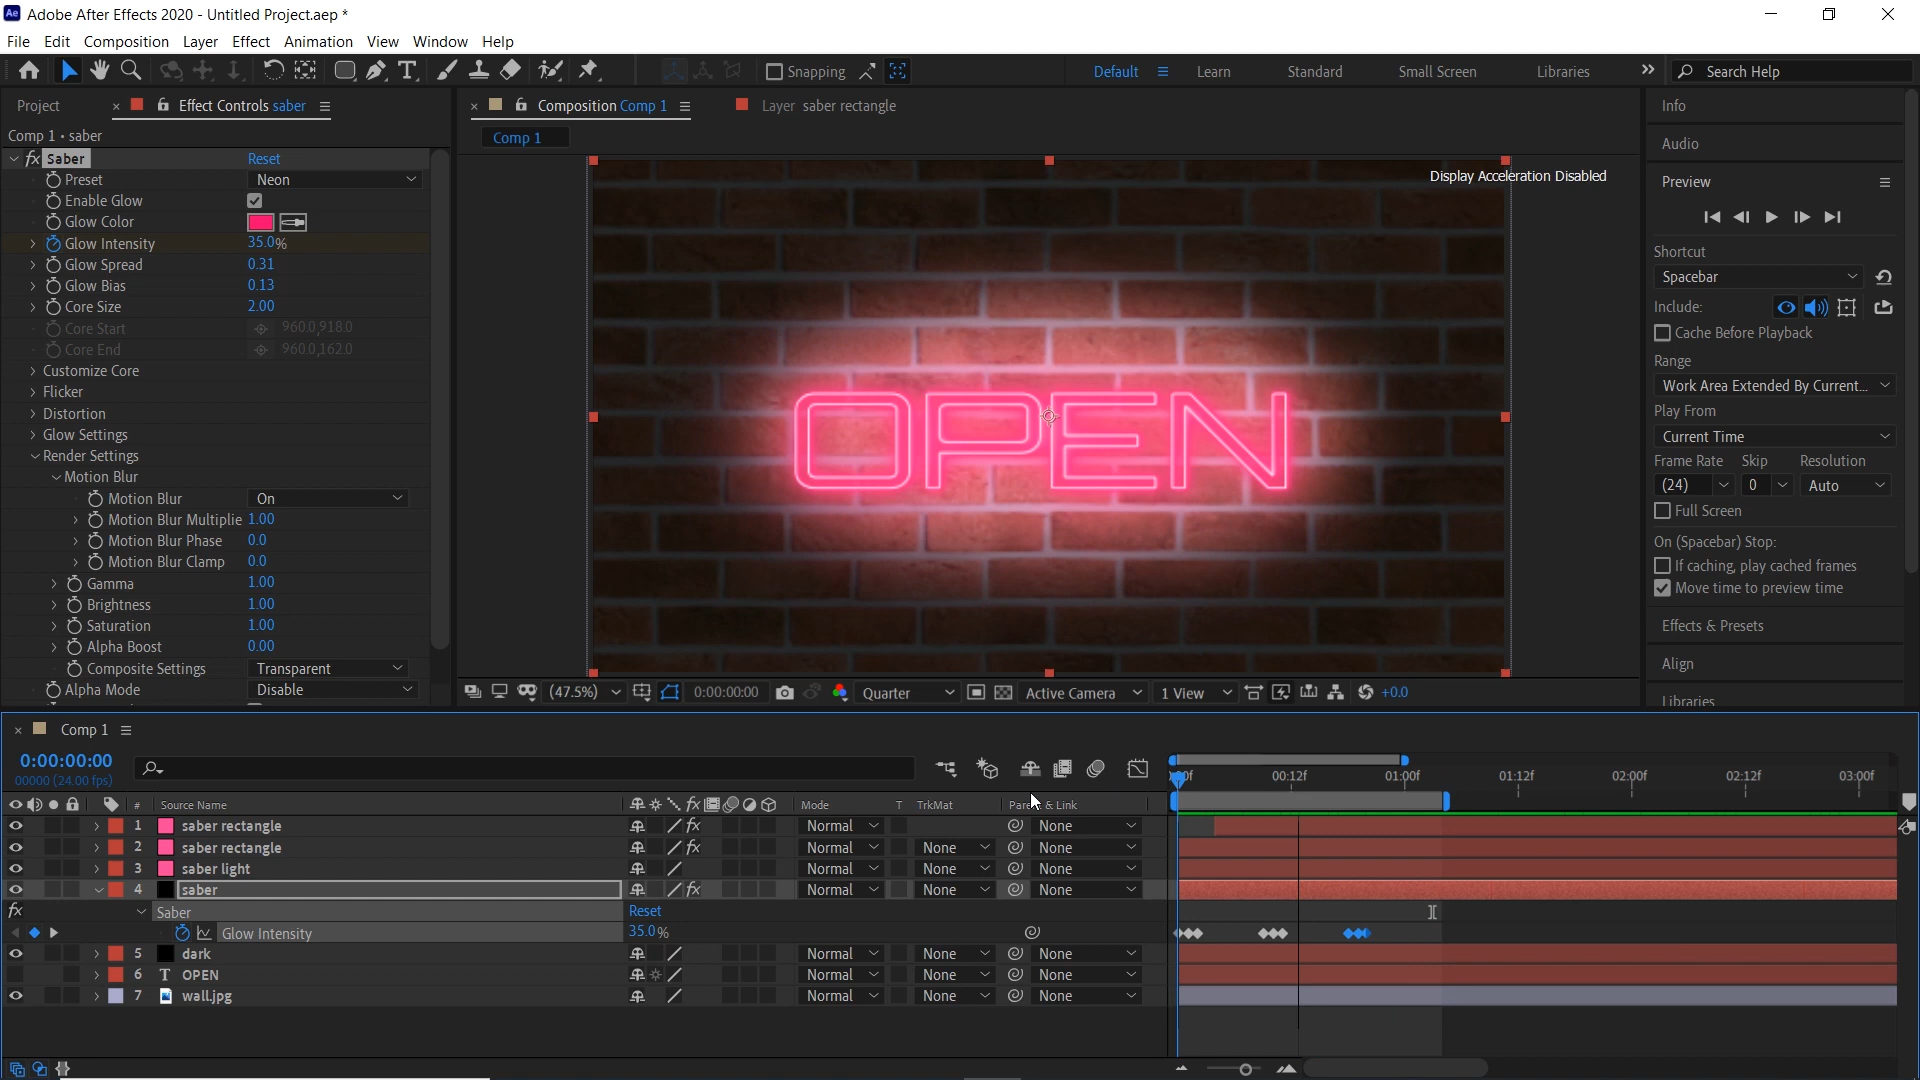 Ae Adobe After Effects 2020 - Untitled Project.aep *
File Edit Composition Layer Effect Animation View Window Help
Snapping Default Learn Standard Small Screen Libraries Search Help
Project Effect Controls saber Composition Comp 1 Layer saber rectangle Info
Comp 1 • saber
Comp 1
Audio
fx Saber Reset
Display Acceleration Disabled
Preset Neon
Preview
Enable Glow
Glow Color
Glow Intensity 35.0%
Glow Spread 0.31
Glow Bias 0.13
Core Size 2.00
Core Start 960.0,918.0
Core End 960.0,162.0
Customize Core
Flicker
Distortion
Glow Settings
Render Settings
Motion Blur
Motion Blur On
Motion Blur Multiplie 1.00
Motion Blur Phase 0.0
Motion Blur Clamp 0.0
Gamma 1.00
Brightness 1.00
Saturation 1.00
Alpha Boost 0.00
Composite Settings Transparent
Alpha Mode Disable
OPEN
Shortcut
Spacebar
Include:
Cache Before Playback
Range
Work Area Extended By Current...
Play From
Current Time
Frame Rate Skip Resolution
(24) 0 Auto
Full Screen
On (Spacebar) Stop:
If caching, play cached frames
Move time to preview time
Effects & Presets
Align
Libraries
(47.5%) 0:00:00:00 Quarter Active Camera 1 View +0.0
Comp 1
0:00:00:00
00000 (24.00 fps)
00:12f 01:00f 01:12f 02:00f 02:12f 03:00f
# Source Name fx Mode T TrkMat & Link
1 saber rectangle fx Normal None
2 saber rectangle fx Normal None None
3 saber light Normal None None
4 saber fx Normal None None
fx Saber Reset
Glow Intensity 35.0%
5 dark Normal None None
6 T OPEN Normal None None
7 wall.jpg Normal None None